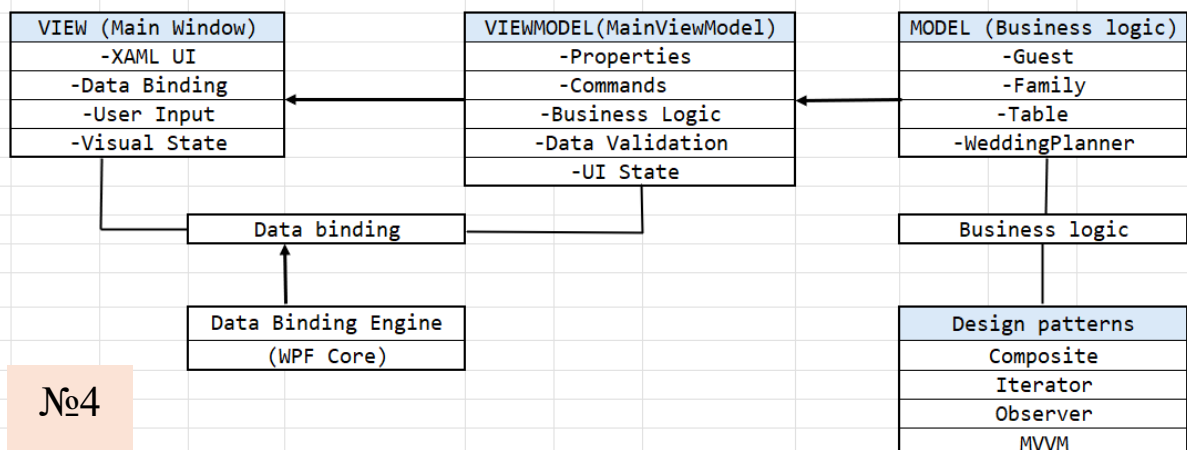 VIEW (Main Window)
-XAML UI
-Data Binding
-User Input
-Visual State
VIEWMODEL(MainViewModel)
-Properties
-Commands
-Business Logic
-Data Validation
-UI State
MODEL (Business logic)
-Guest
-Family
-Table
-WeddingPlanner
Data binding
Business logic
Data Binding Engine
(WPF Core)
Design patterns
Composite
Iterator
Observer
MVVM
№4